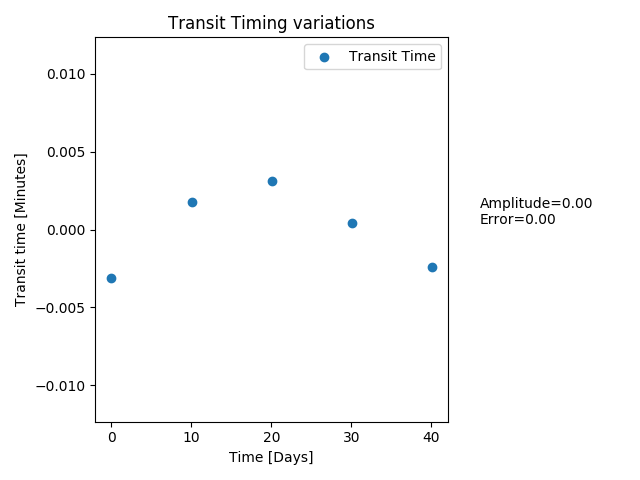 Transit Timing variations
Transit Time
0.010
0.005
0.000
−0.005
−0.010
Transit time [Minutes]
Amplitude=0.00
Error=0.00
0 10 20 30 40
Time [Days]